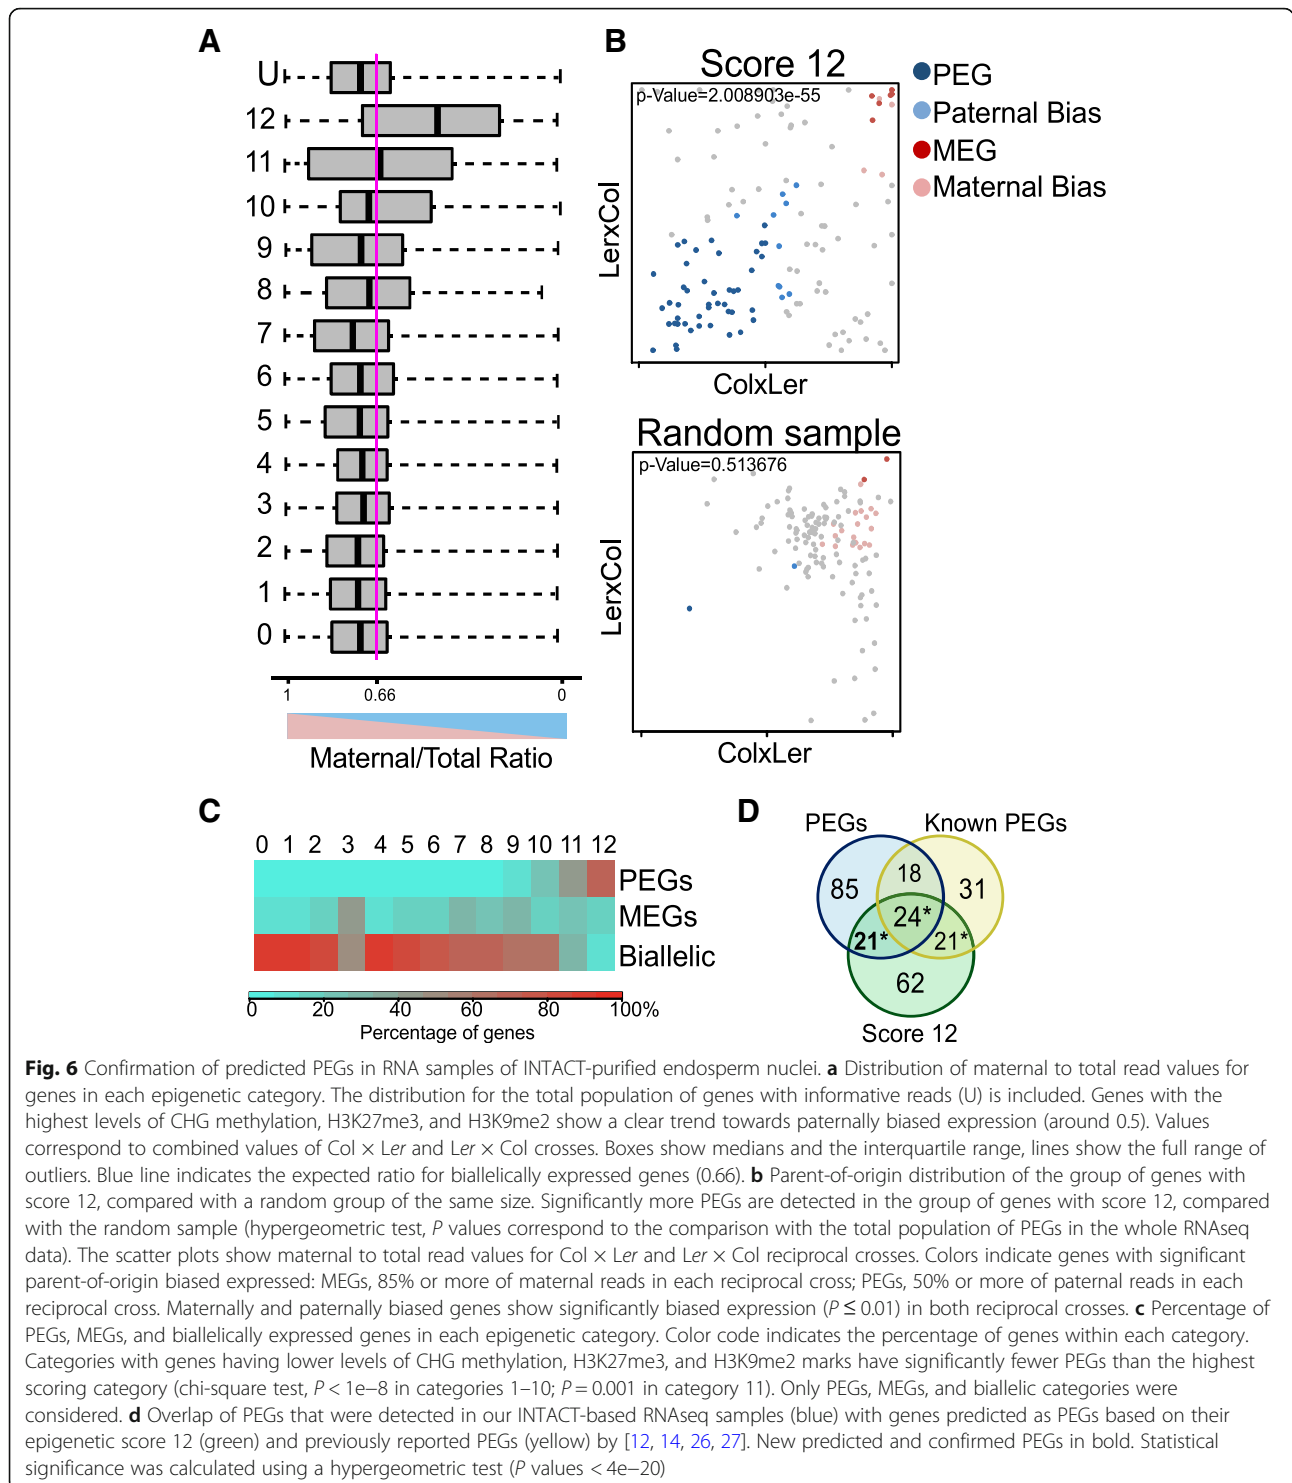 A
U
12
11
10
9
8
7
6
5
4
3
2
1
0
1 0.66 0
Maternal/Total Ratio
B
Score 12
p-Value=2.008903e-55
LerxCol
ColxLer
PEG
Paternal Bias
MEG
Maternal Bias
Random sample
p-Value=0.513676
LerxCol
ColxLer
C
0 1 2 3 4 5 6 7 8 9 10 11 12
PEGs
MEGs
Biallelic
0 20 40 60 80 100%
Percentage of genes
D
PEGs Known PEGs
85 18 31
24*
21* 21*
62
Score 12
Fig. 6 Confirmation of predicted PEGs in RNA samples of INTACT-purified endosperm nuclei. a Distribution of maternal to total read values for
genes in each epigenetic category. The distribution for the total population of genes with informative reads (U) is included. Genes with the
highest levels of CHG methylation, H3K27me3, and H3K9me2 show a clear trend towards paternally biased expression (around 0.5). Values
correspond to combined values of Col × Ler and Ler × Col crosses. Boxes show medians and the interquartile range, lines show the full range of
outliers. Blue line indicates the expected ratio for biallelically expressed genes (0.66). b Parent-of-origin distribution of the group of genes with
score 12, compared with a random group of the same size. Significantly more PEGs are detected in the group of genes with score 12, compared
with the random sample (hypergeometric test, P values correspond to the comparison with the total population of PEGs in the whole RNAseq
data). The scatter plots show maternal to total read values for Col × Ler and Ler × Col reciprocal crosses. Colors indicate genes with significant
parent-of-origin biased expressed: MEGs, 85% or more of maternal reads in each reciprocal cross; PEGs, 50% or more of paternal reads in each
reciprocal cross. Maternally and paternally biased genes show significantly biased expression (P ≤ 0.01) in both reciprocal crosses. c Percentage of
PEGs, MEGs, and biallelically expressed genes in each epigenetic category. Color code indicates the percentage of genes within each category.
Categories with genes having lower levels of CHG methylation, H3K27me3, and H3K9me2 marks have significantly fewer PEGs than the highest
scoring category (chi-square test, P < 1e−8 in categories 1–10; P = 0.001 in category 11). Only PEGs, MEGs, and biallelic categories were
considered. d Overlap of PEGs that were detected in our INTACT-based RNAseq samples (blue) with genes predicted as PEGs based on their
epigenetic score 12 (green) and previously reported PEGs (yellow) by [12, 14, 26, 27]. New predicted and confirmed PEGs in bold. Statistical
significance was calculated using a hypergeometric test (P values < 4e−20)